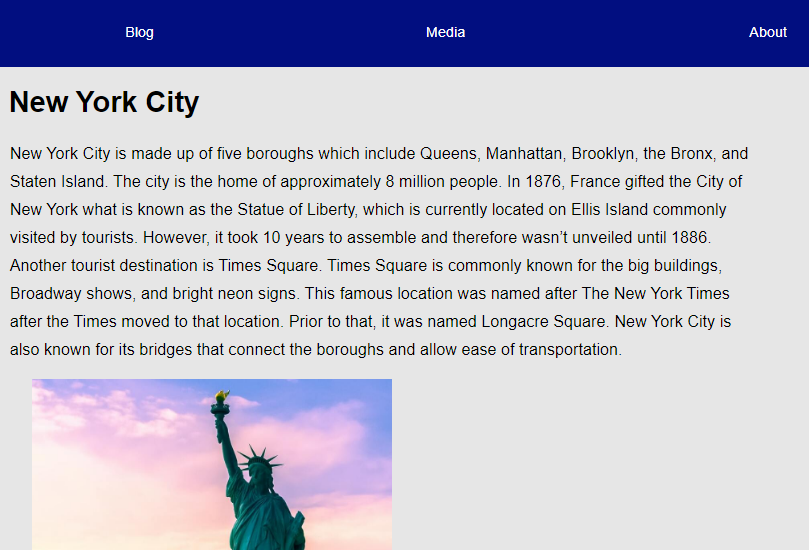 Blog
Media
About
New York City
New York City is made up of five boroughs which include Queens, Manhattan, Brooklyn, the Bronx, and
Staten Island. The city is the home of approximately 8 million people. In 1876, France gifted the City of
New York what is known as the Statue of Liberty, which is currently located on Ellis Island commonly
visited by tourists. However, it took 10 years to assemble and therefore wasn’t unveiled until 1886.
Another tourist destination is Times Square. Times Square is commonly known for the big buildings,
Broadway shows, and bright neon signs. This famous location was named after The New York Times
after the Times moved to that location. Prior to that, it was named Longacre Square. New York City is
also known for its bridges that connect the boroughs and allow ease of transportation.